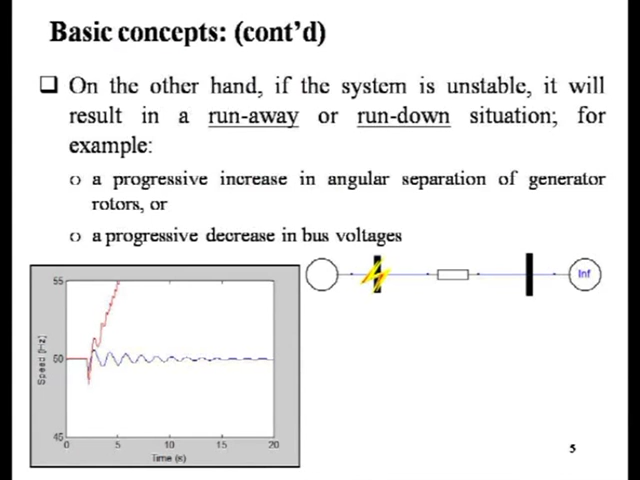 Basic concepts: (cont'd)
❑ On the other hand, if the system is unstable, it will
result in a run-away or run-down situation; for
example:
o a progressive increase in angular separation of generator
rotors, or
o a progressive decrease in bus voltages
Inf
55
50
45
Speed (Hz)
0 5 10 15 20
Time (s)
5